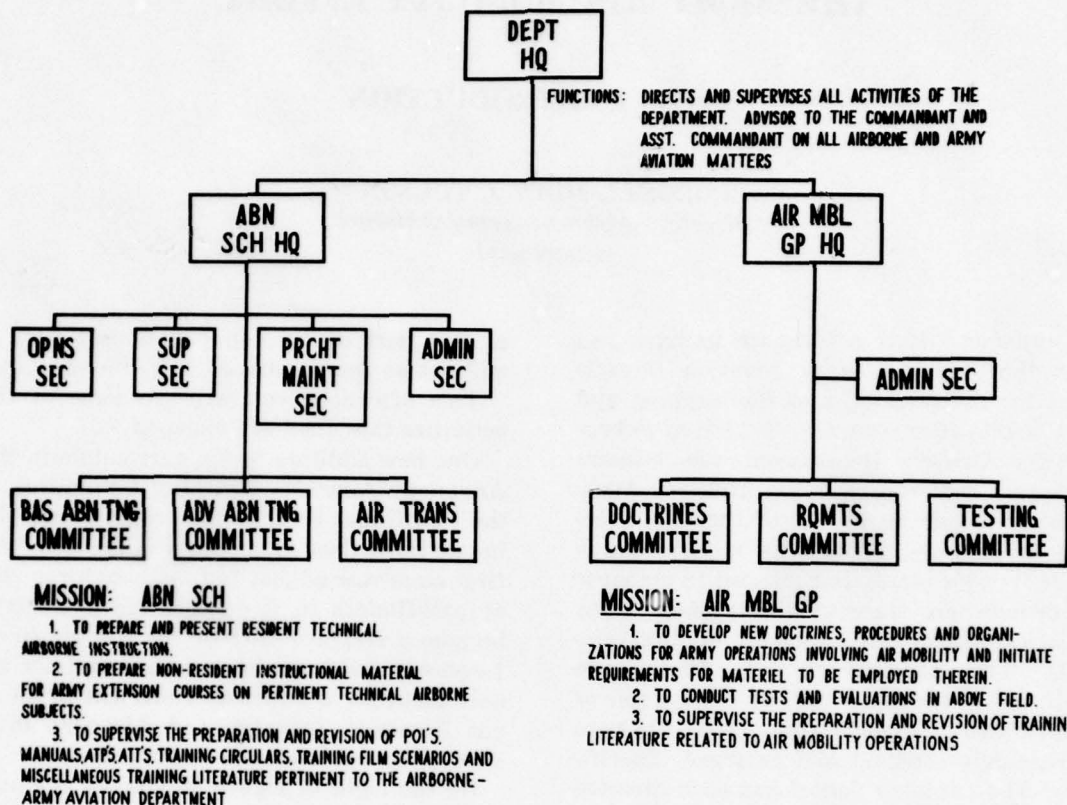 DEPT
HQ
FUNCTIONS: DIRECTS AND SUPERVISES ALL ACTIVITIES OF THE
DEPARTMENT. ADVISOR TO THE COMMANDANT AND
ASST. COMMANDANT ON ALL AIRBORNE AND ARMY
AVIATION MATTERS
ABN
SCH HQ
AIR MBL
GP HQ
OPNS
SEC
SUP
SEC
PRCHT
MAINT
SEC
ADMIN
SEC
ADMIN SEC
BAS ABN TNG
COMMITTEE
ADV ABN TNG
COMMITTEE
AIR TRANS
COMMITTEE
DOCTRINES
COMMITTEE
RQMTS
COMMITTEE
TESTING
COMMITTEE
MISSION: ABN SCH
1. TO PREPARE AND PRESENT RESIDENT TECHNICAL
AIRBORNE INSTRUCTION.
2. TO PREPARE NON-RESIDENT INSTRUCTIONAL MATERIAL
FOR ARMY EXTENSION COURSES ON PERTINENT TECHNICAL AIRBORNE
SUBJECTS.
3. TO SUPERVISE THE PREPARATION AND REVISION OF POI'S,
MANUALS, ATP'S, ATT'S, TRAINING CIRCULARS, TRAINING FILM SCENARIOS AND
MISCELLANEOUS TRAINING LITERATURE PERTINENT TO THE AIRBORNE-
ARMY AVIATION DEPARTMENT
MISSION: AIR MBL GP
1. TO DEVELOP NEW DOCTRINES, PROCEDURES AND ORGANI-
ZATIONS FOR ARMY OPERATIONS INVOLVING AIR MOBILITY AND INITIATE
REQUIREMENTS FOR MATERIEL TO BE EMPLOYED THEREIN.
2. TO CONDUCT TESTS AND EVALUATIONS IN ABOVE FIELD.
3. TO SUPERVISE THE PREPARATION AND REVISION OF TRAININ
LITERATURE RELATED TO AIR MOBILITY OPERATIONS